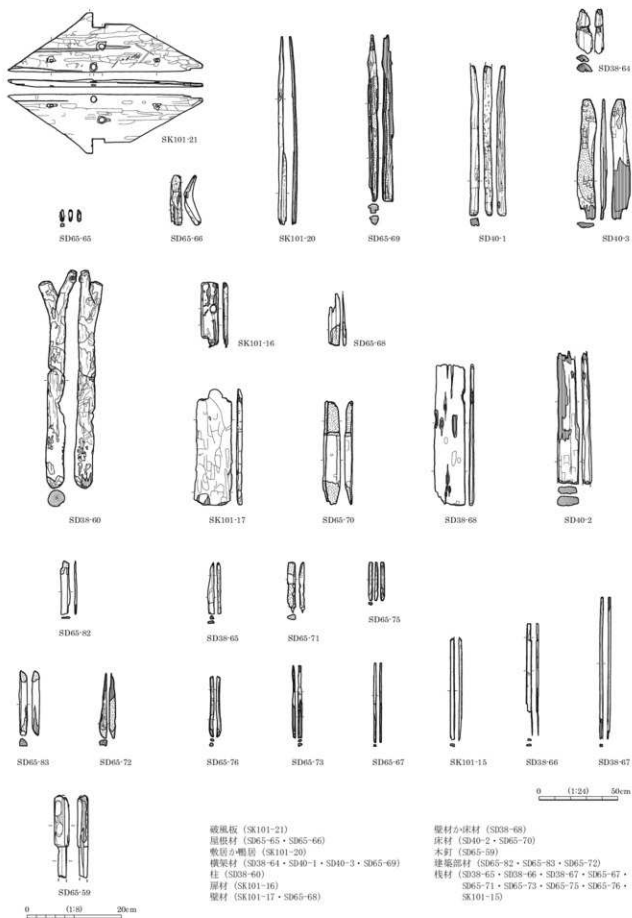 SK101-21
SD65-65
SD65-66
SK101-20
SD65-69
SD40-1
SD38-64
SD40-3
SD38-60
SK101-16
SD65-68
SK101-17
SD65-70
SD38-68
SD40-2
SD65-82
SD38-65
SD65-71
SD65-75
SD65-83
SD65-72
SD65-76
SD65-73
SD65-67
SK101-15
SD38-66
SD38-67
0 (1:24) 50cm
SD65-59
0 (1:8) 20cm
破風板（SK101-21）
屋根材（SD65-65・SD65-66）
敷居か鴨居（SK101-20）
横架材（SD38-64・SD40-1・SD40-3・SD65-69）
柱（SD38-60）
扉材（SK101-16）
壁材（SK101-17・SD65-68）
壁材か床材（SD38-68）
床材（SD40-2・SD65-70）
木釘（SD65-59）
建築部材（SD65-82・SD65-83・SD65-72）
桟材（SD38-65・SD38-66・SD38-67・SD65-67・
SD65-71・SD65-73・SD65-75・SD65-76・
SK101-15）